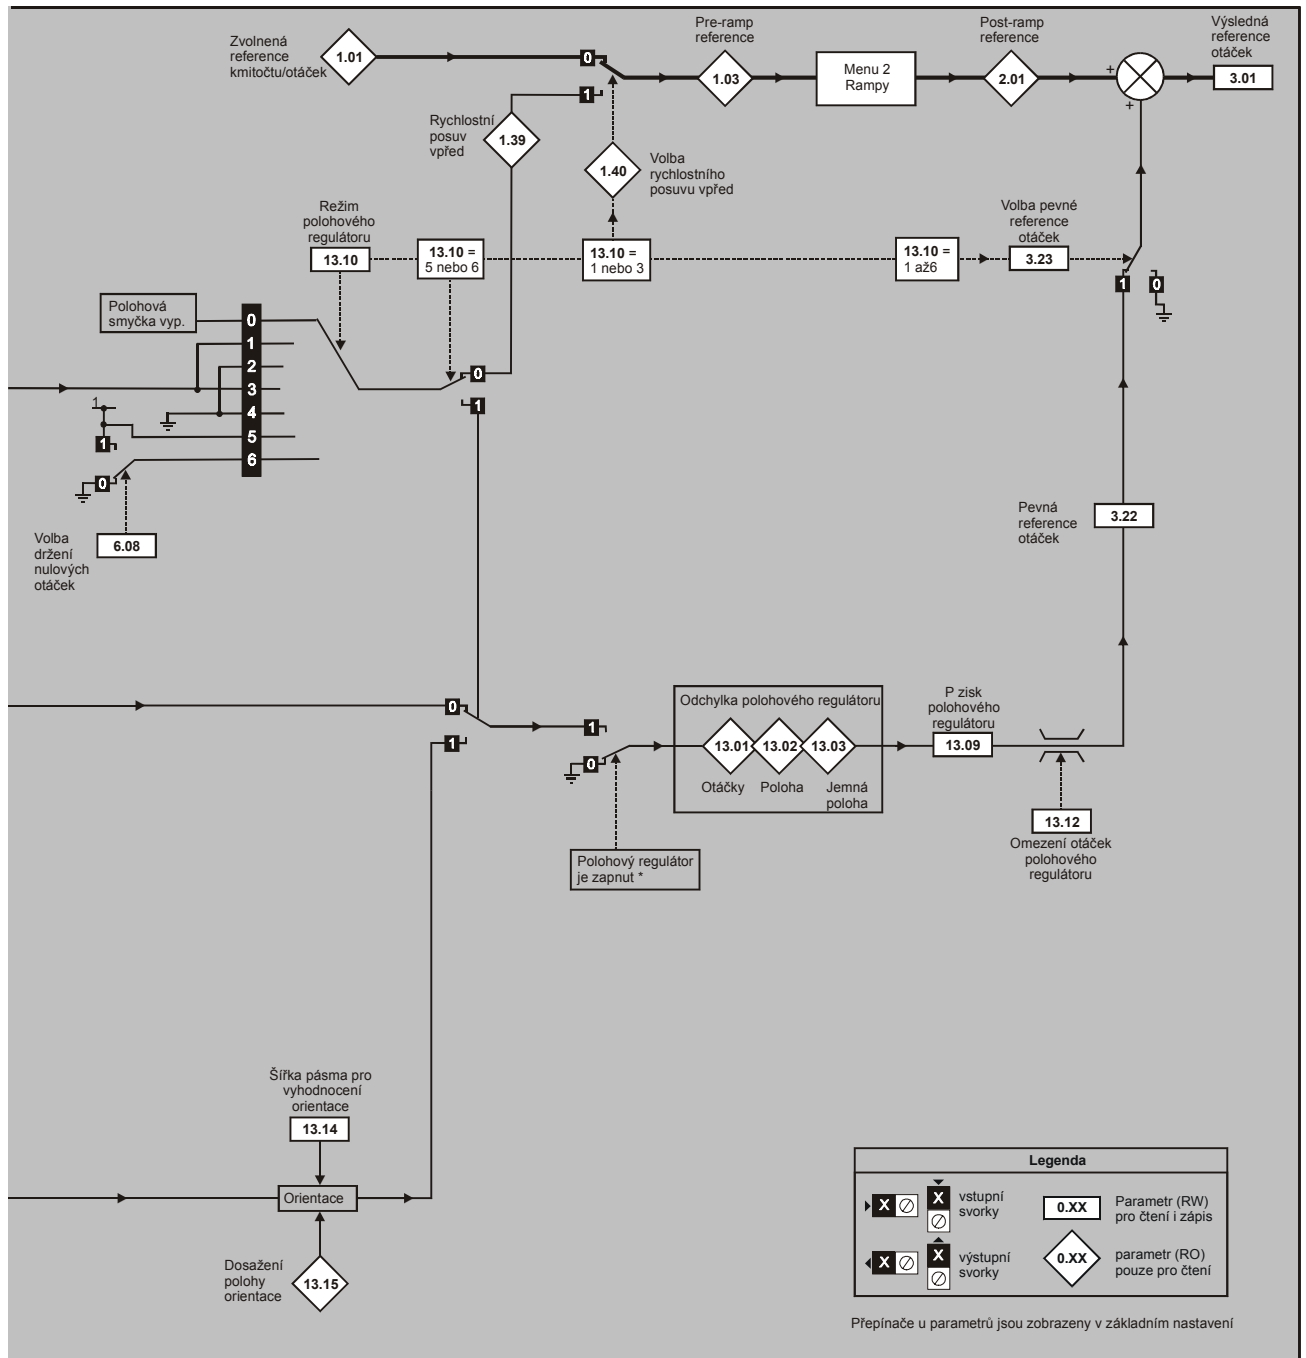 Zvolnená
reference
kmitočtu/otáček
1.01
0
1
Pre-ramp
reference
1.03
Menu 2
Rampy
Post-ramp
reference
2.01
+
+
Výsledná
reference
otáček
3.01
Rychlostní
posuv
vpřed
1.39
1.40
Volba
rychlostního
posuvu vpřed
Režim
polohového
regulátoru
13.10
13.10 =
5 nebo 6
13.10 =
1 nebo 3
13.10 =
1 až6
Volba pevné
reference
otáček
3.23
1
0
Polohová
smyčka vyp.
0
1
2
3
4
5
6
0
1
1
1
0
Volba
držení
nulových
otáček
6.08
Pevná
reference
otáček
3.22
0
1
1
0
Odchylka polohového regulátoru
13.01
13.02
13.03
Otáčky
Poloha
Jemná
poloha
P zisk
polohového
regulátoru
13.09
13.12
Omezení otáček
polohového
regulátoru
Polohový regulátor
je zapnut *
Šířka pásma pro
vyhodnocení
orientace
13.14
Orientace
Dosažení
polohy
orientace
13.15
Legenda
X
X
vstupní
svorky
0.XX
Parametr (RW)
pro čtení i zápis
X
X
výstupní
svorky
0.XX
parametr (RO)
pouze pro čtení
Přepínače u parametrů jsou zobrazeny v základním nastavení